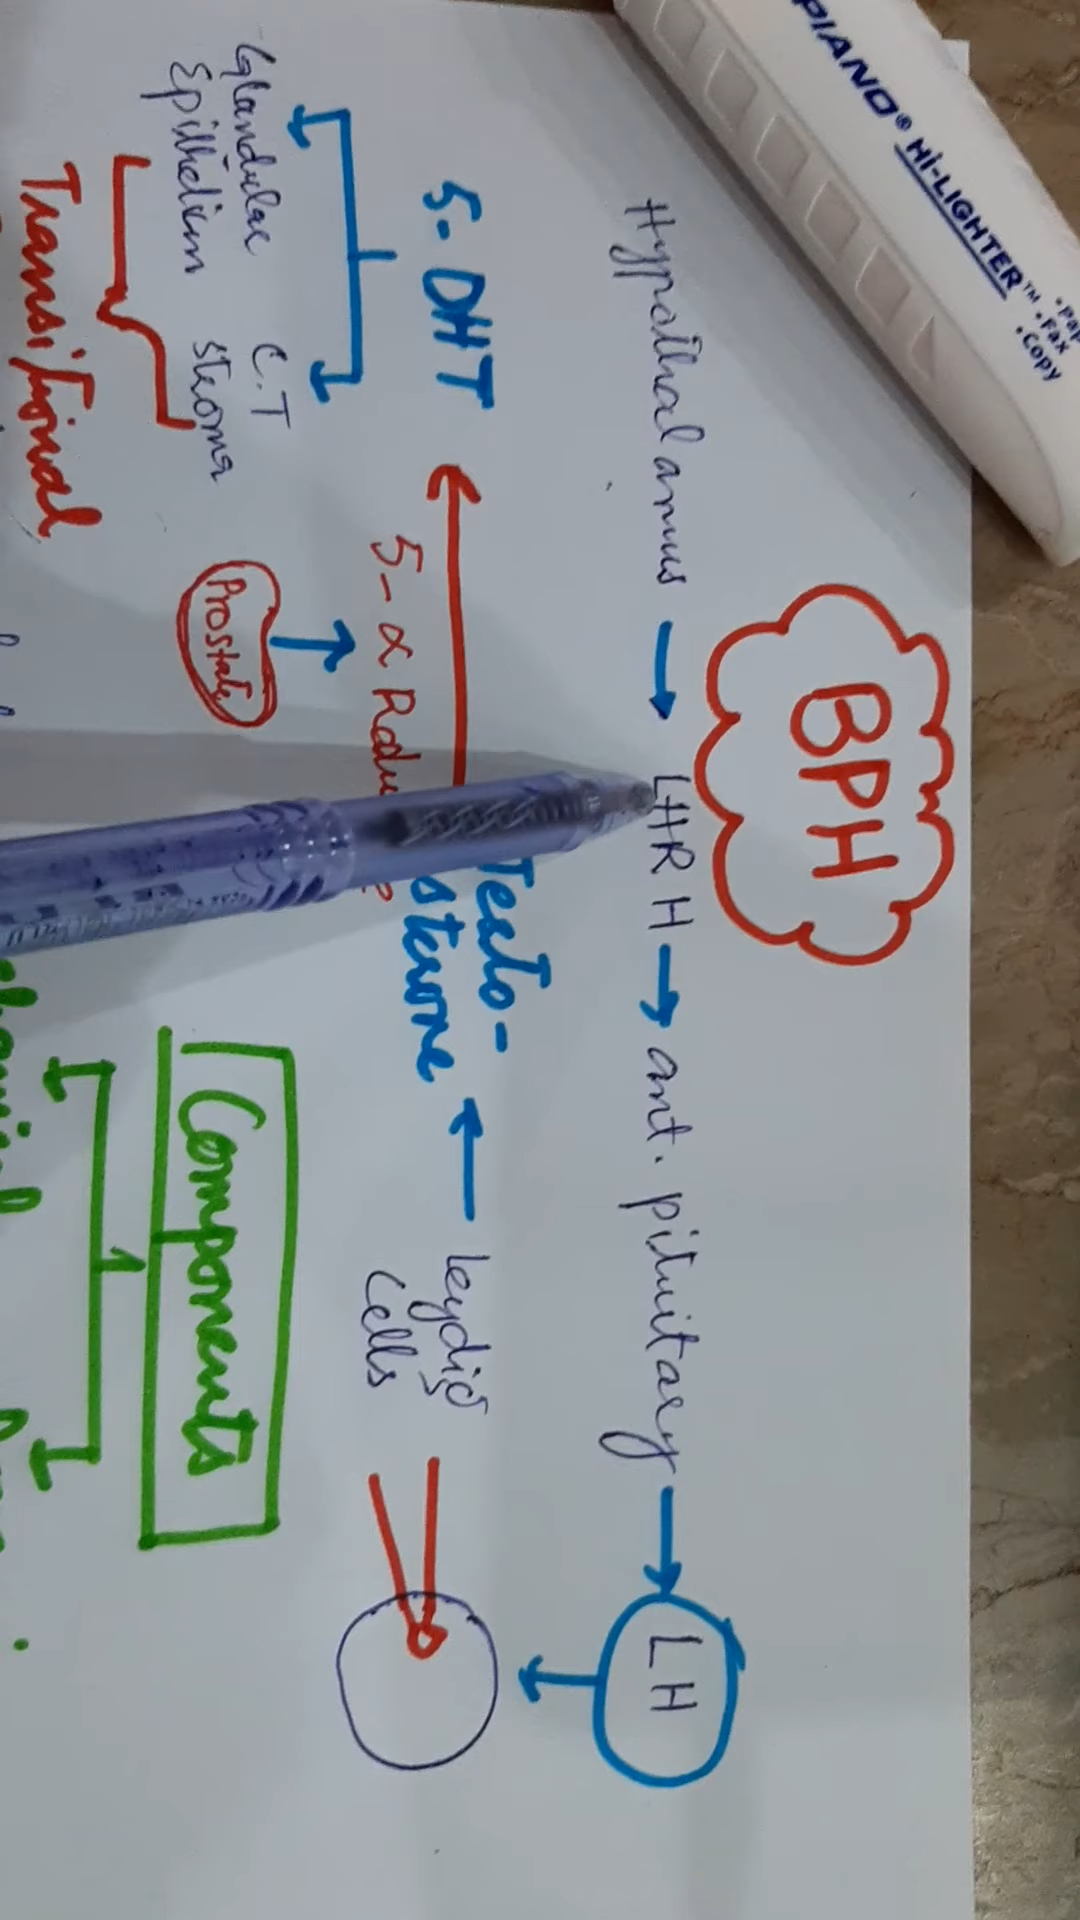 PIANO® Hi-LIGHTER™
•Fax
•Copy
BPH
Hypothalamus → LHRH → ant. pituitary → LH
5-DHT
Testo-
sterone
Leydig
Cells
5-α
Glandular
Epithelium
C.T
stroma
Prostate
Transitional
Components